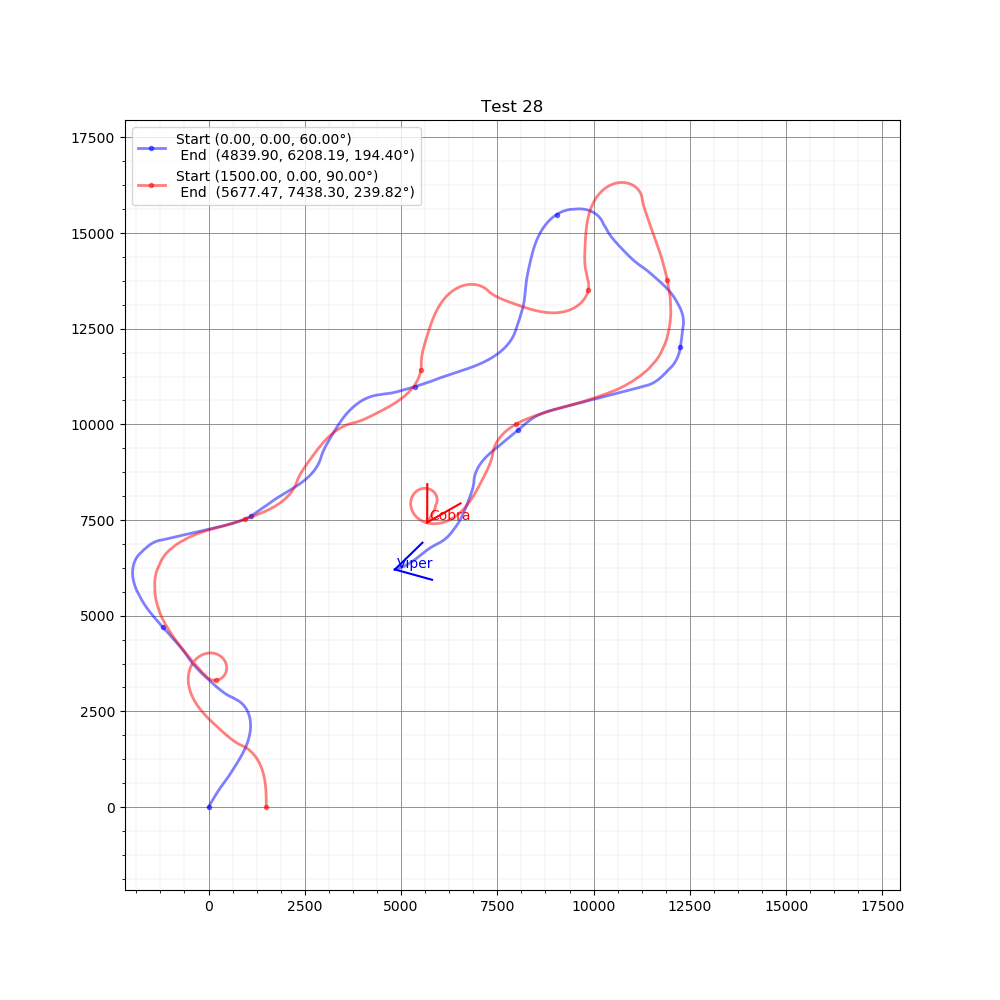 Test 28
Start (0.00, 0.00, 60.00°)
End (4839.90, 6208.19, 194.40°)
Start (1500.00, 0.00, 90.00°)
End (5677.47, 7438.30, 239.82°)
17500
15000
12500
10000
7500
5000
2500
0
Cobra
Viper
0 2500 5000 7500 10000 12500 15000 17500